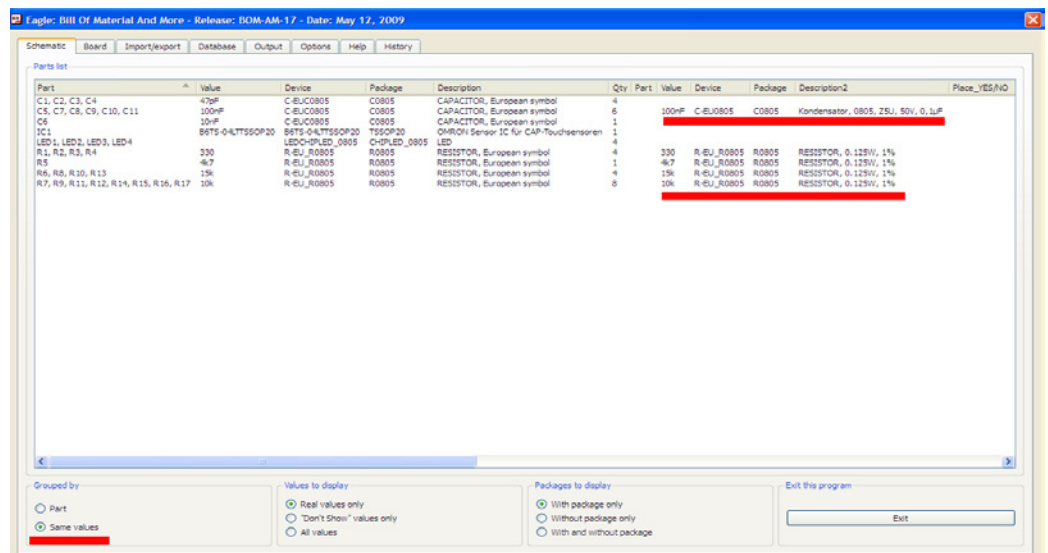 Eagle: Bill Of Material And More - Release: BOM-AM-17 - Date: May 12, 2009
Schematic Board Import/export Database Output Options Help History
Parts list
Part Value Device Package Description Qty Part Value Device Package Description2 Place_YES/NO
C1, C2, C3, C4 47pF C-EUC0805 C0805 CAPACITOR, European symbol 4
C5, C7, C8, C9, C10, C11 100nF C-EUC0805 C0805 CAPACITOR, European symbol 6 100nF C-EU0805 C0805 Kondensator, 0805, Z5U, 50V, 0,1µF
C6 10nF C-EUC0805 C0805 CAPACITOR, European symbol 1
IC1 B6TS-04LTTSSOP20 B6TS-04LTTSSOP20 TSSOP20 OMRON Sensor IC für CAP-Touchsensoren 1
LED1, LED2, LED3, LED4 LEDCHIPLED_0805 CHIPLED_0805 LED 4
R1, R2, R3, R4 330 R-EU_R0805 R0805 RESISTOR, European symbol 4 330 R-EU_R0805 R0805 RESISTOR, 0.125W, 1%
R5 4k7 R-EU_R0805 R0805 RESISTOR, European symbol 1 4k7 R-EU_R0805 R0805 RESISTOR, 0.125W, 1%
R6, R8, R10, R13 15k R-EU_R0805 R0805 RESISTOR, European symbol 4 15k R-EU_R0805 R0805 RESISTOR, 0.125W, 1%
R7, R9, R11, R12, R14, R15, R16, R17 10k R-EU_R0805 R0805 RESISTOR, European symbol 8 10k R-EU_R0805 R0805 RESISTOR, 0.125W, 1%
Grouped by Values to display Packages to display Exit this program
Part Real values only With package only
Same values "Don't Show" values only Without package only Exit
All values With and without package